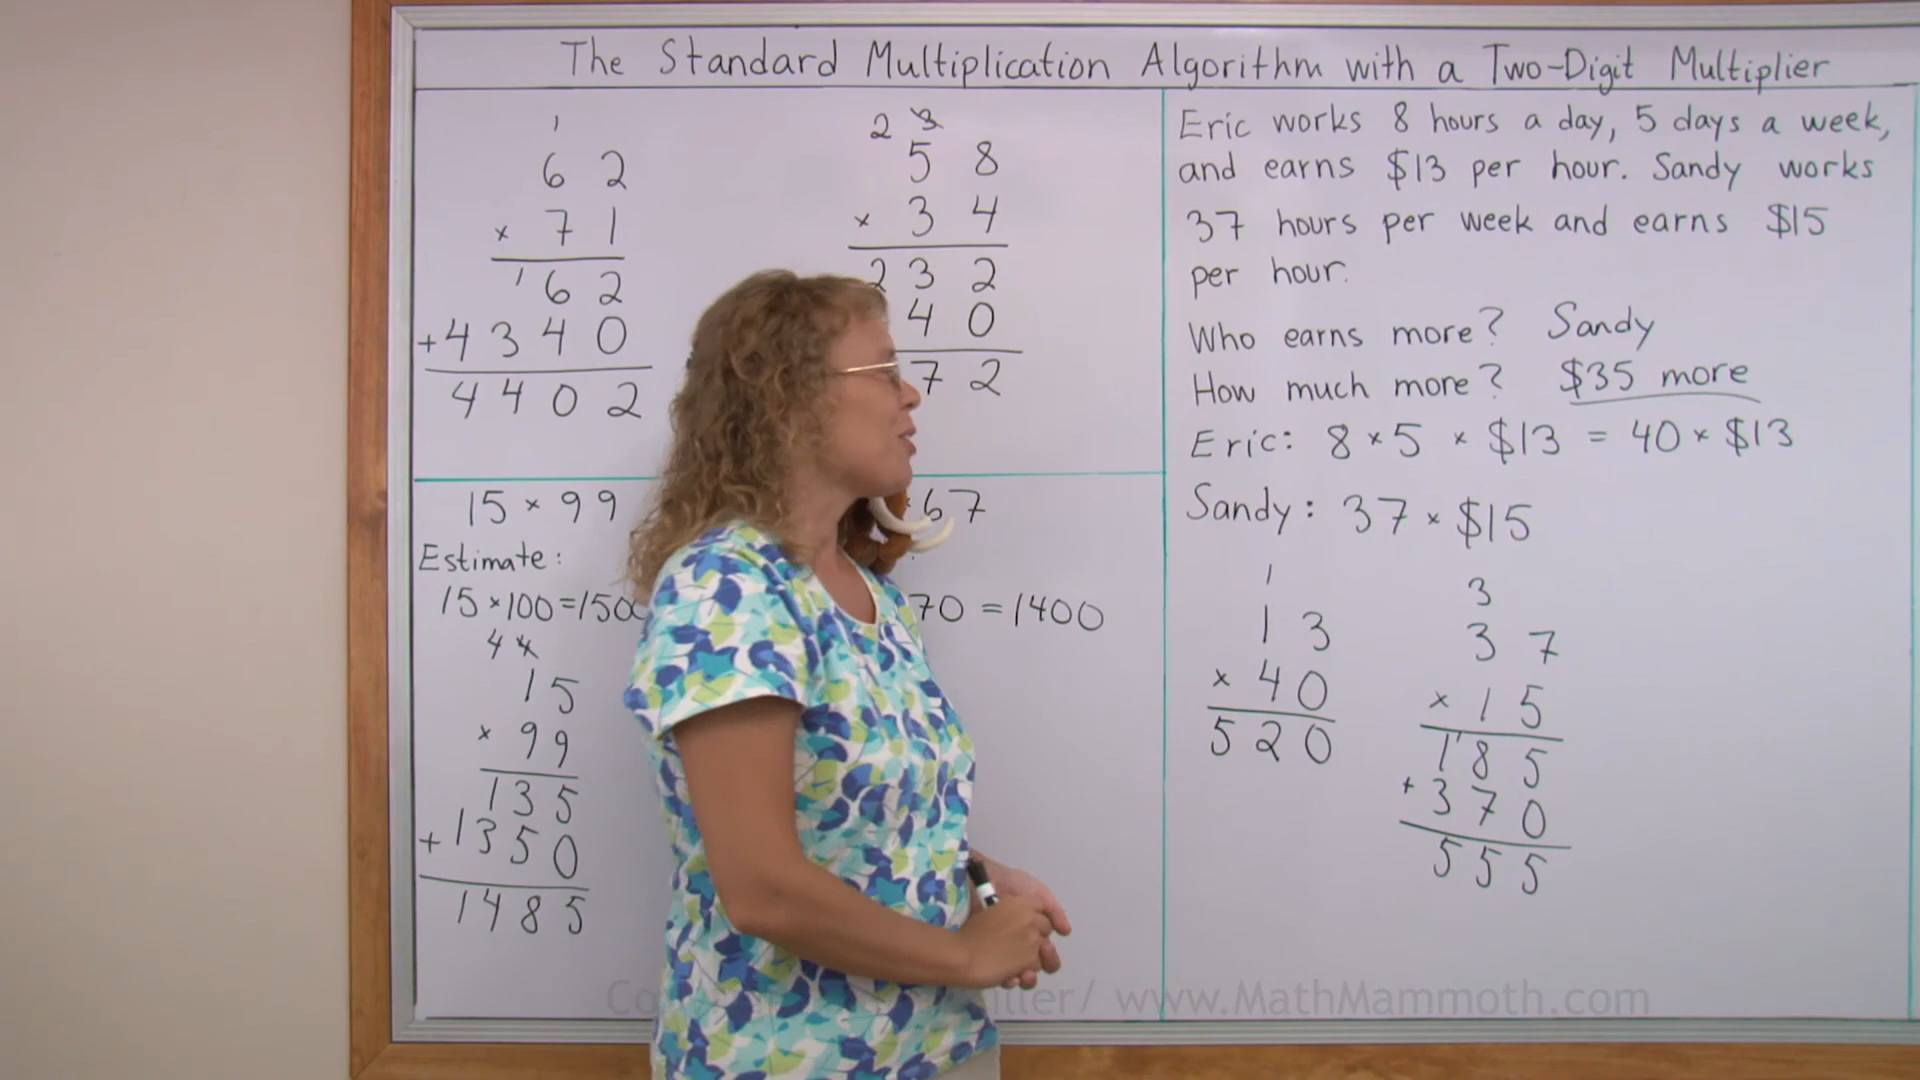 The Standard Multiplication Algorithm with a Two-Digit Multiplier
1
6 2
× 7 1
1 6 2
+4 3 4 0
4 4 0 2
2 3
5 8
× 3 4
2 3 2
4 0
7 2
15 × 99
Estimate:
15 × 100 = 150
4 4
1 5
× 9 9
1 3 5
+ 1 3 5 0
1 4 8 5
67
70 = 1400
Eric works 8 hours a day, 5 days a week,
and earns $13 per hour. Sandy works
37 hours per week and earns $15
per hour.
Who earns more? Sandy
How much more? $35 more
Eric: 8 × 5 × $13 = 40 × $13
Sandy: 37 × $15
1
1 3
× 4 0
5 2 0
3
3 7
× 1 5
1 1 8 5
+ 3 7 0
5 5 5
/ www.MathMammoth.com